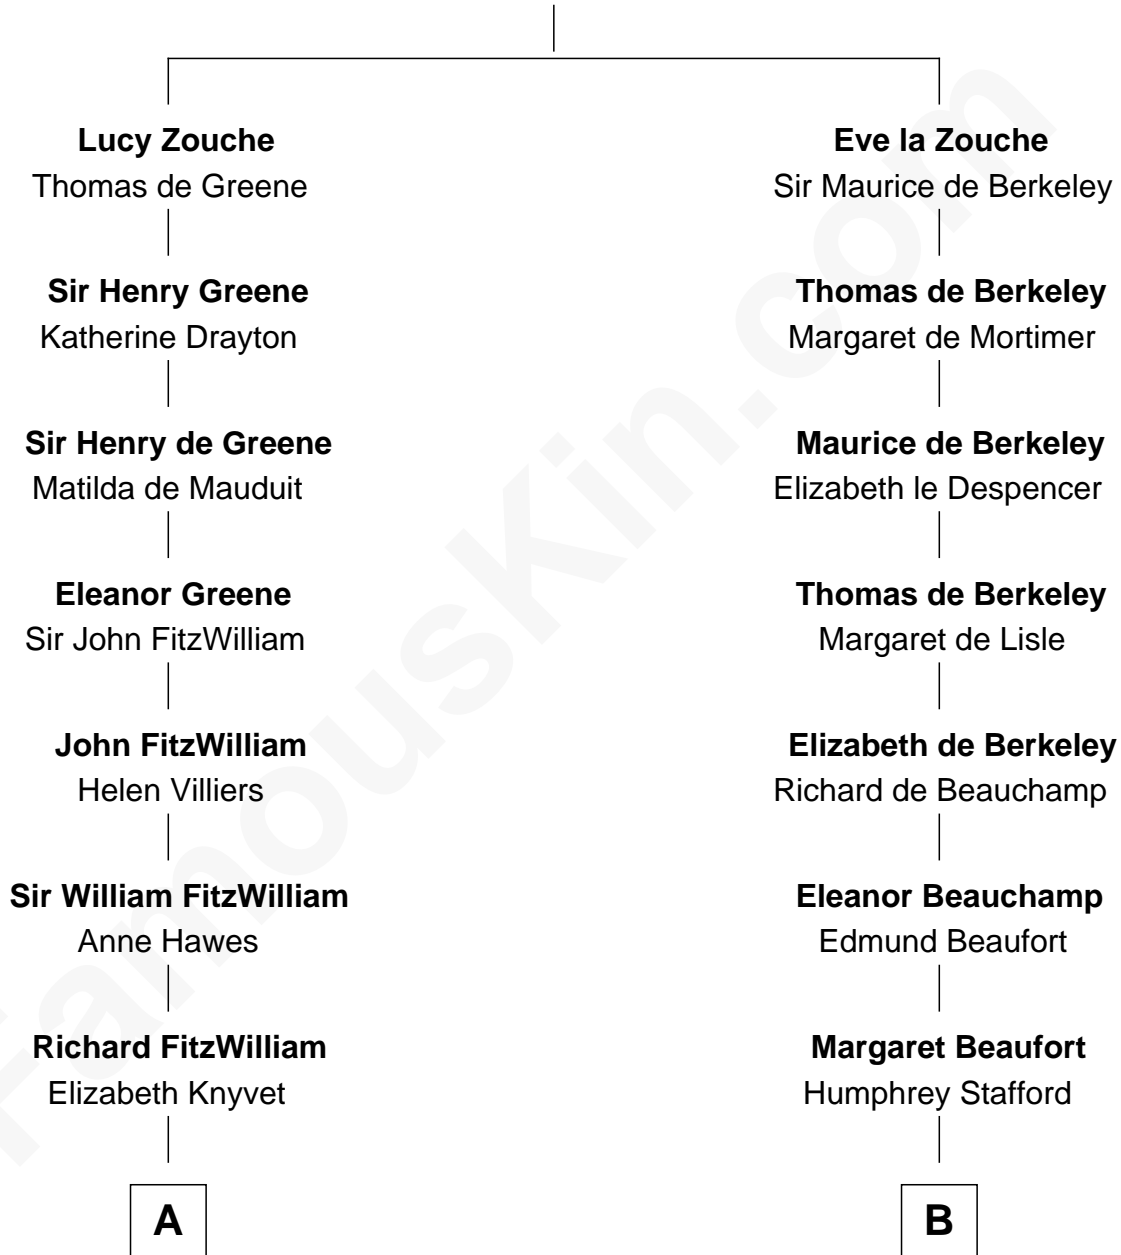 Lucy Zouche
Thomas de Greene
Sir Henry Greene
Katherine Drayton
Sir Henry de Greene
Matilda de Mauduit
Eleanor Greene
Sir John FitzWilliam
John FitzWilliam
Helen Villiers
Sir William FitzWilliam
Anne Hawes
Richard FitzWilliam
Elizabeth Knyvet
A
Eve la Zouche
Sir Maurice de Berkeley
Thomas de Berkeley
Margaret de Mortimer
Maurice de Berkeley
Elizabeth le Despencer
Thomas de Berkeley
Margaret de Lisle
Elizabeth de Berkeley
Richard de Beauchamp
Eleanor Beauchamp
Edmund Beaufort
Margaret Beaufort
Humphrey Stafford
B
FamousKin.com